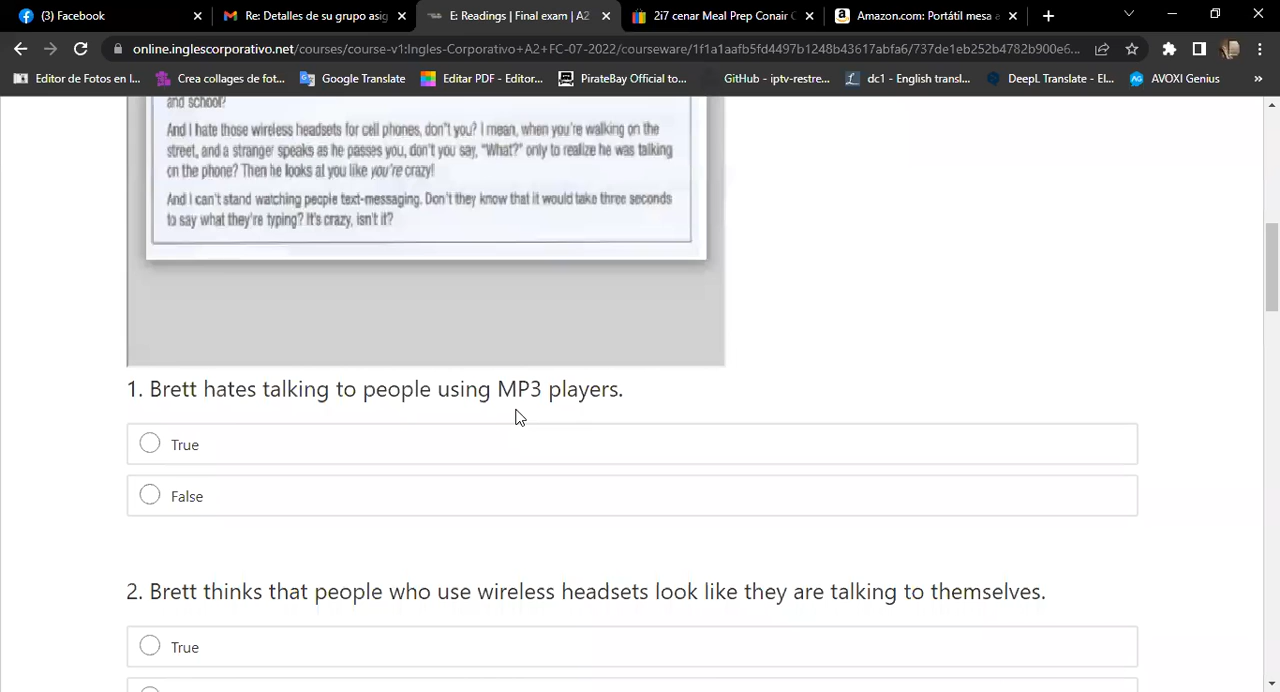 (3) Facebook
Re: Detalles de su grupo asig
E: Readings | Final exam | A2
2i7 cenar Meal Prep Conair C
Amazon.com: Portátil mesa a
online.inglescorporativo.net/courses/course-v1:Ingles-Corporativo+A2+FC-07-2022/courseware/1f1a1aafb5fd4497b1248b43617abfa6/737de1eb252b4782b900e6...
Editor de Fotos en l...
Crea collages de fot...
Google Translate
Editar PDF - Editor...
PirateBay Official to...
GitHub - iptv-restre...
dc1 - English transl...
DeepL Translate - El...
AVOXI Genius
»
and school?
And I hate those wireless headsets for cell phones, don"t you? I mean, when you're walking on the
street, and a stranger speaks as he passes you, don't you say, "What?" only to realize he was talking
on the phone? Then he looks at you like you're crazy!
And I can't stand watching people text-messaging. Don't they know that it would take three seconds
to say what they're typing? It's crazy, isn't it?
1. Brett hates talking to people using MP3 players.
True
False
2. Brett thinks that people who use wireless headsets look like they are talking to themselves.
True